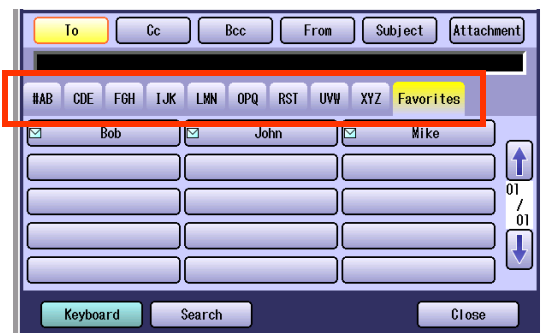 To Cc Bcc From Subject Attachment
#AB CDE FGH IJK LMN OPQ RST UVW XYZ Favorites
Bob John Mike
01
/
01
Keyboard Search Close